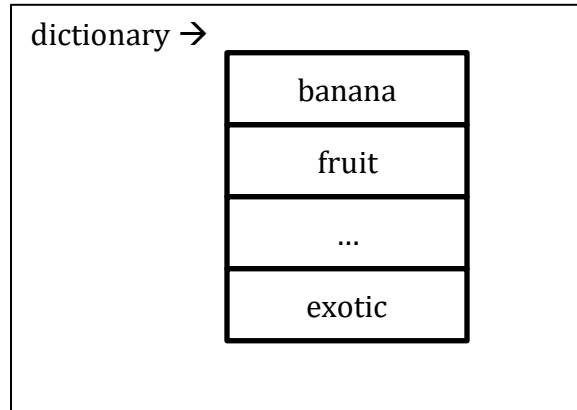 dictionary →
banana
fruit
...
exotic